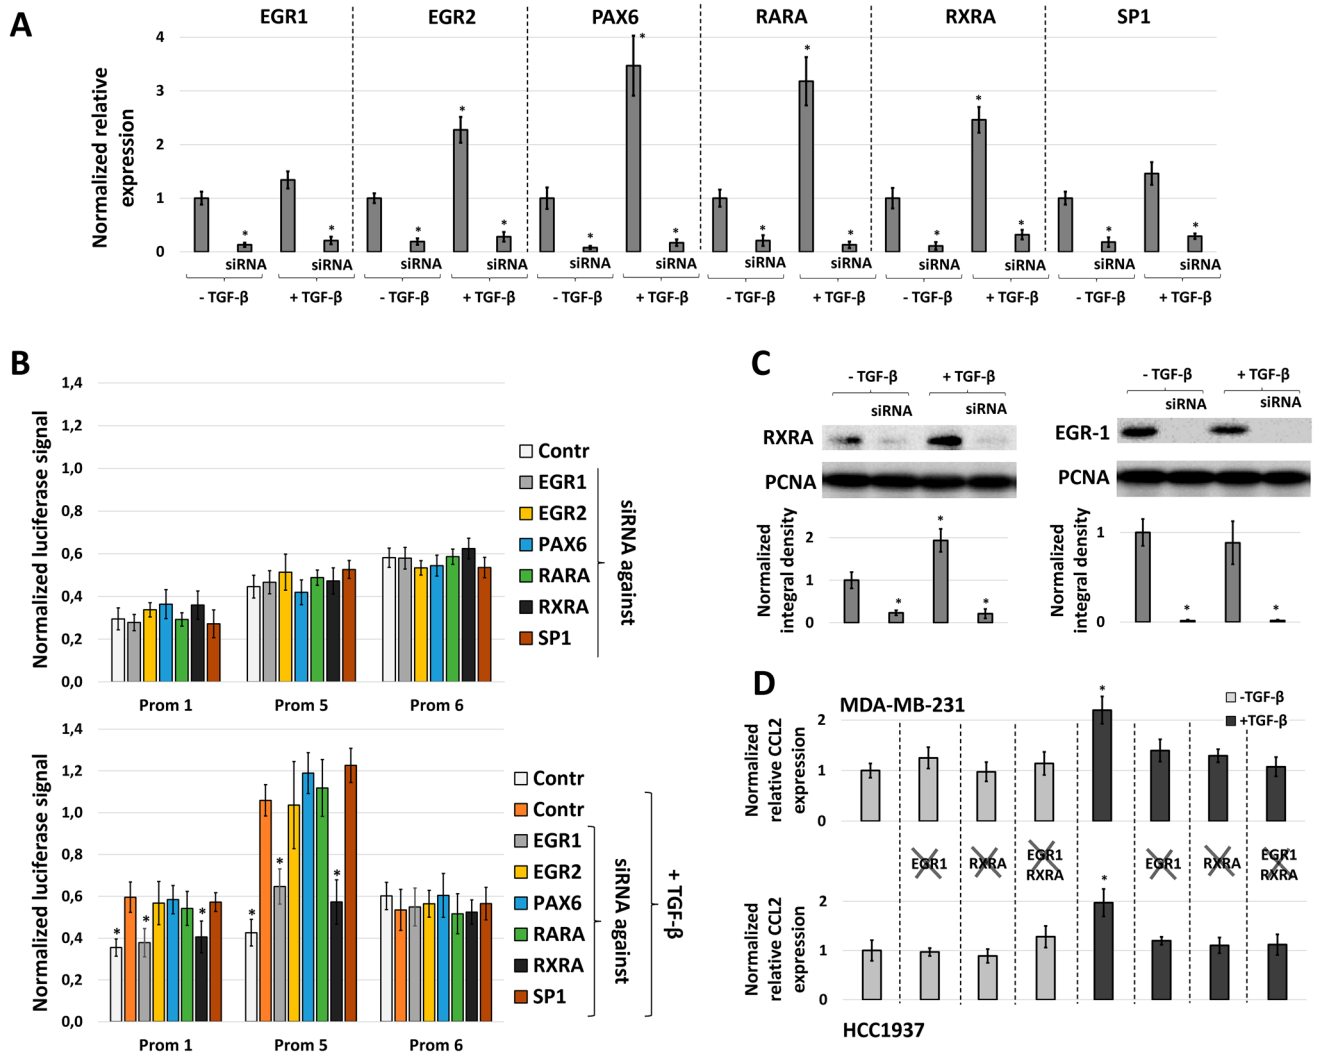 A
EGR1 EGR2 PAX6 RARA RXRA SP1
Normalized relative
expression
4
3
2
1
0
* * * * * * * * * * * * * * * *
siRNA siRNA siRNA siRNA siRNA siRNA siRNA siRNA siRNA siRNA siRNA siRNA
- TGF-β + TGF-β - TGF-β + TGF-β - TGF-β + TGF-β - TGF-β + TGF-β - TGF-β + TGF-β - TGF-β + TGF-β
B
Normalized luciferase signal
1,4
1,2
1,0
0,8
0,6
0,4
0,2
0,0
Prom 1 Prom 5 Prom 6
Contr
EGR1
EGR2
PAX6
RARA
RXRA
SP1
siRNA against
Normalized luciferase signal
1,4
1,2
1,0
0,8
0,6
0,4
0,2
0,0
* * * * * *
Prom 1 Prom 5 Prom 6
Contr
Contr
EGR1
EGR2
PAX6
RARA
RXRA
SP1
siRNA against
+ TGF-β
C
- TGF-β + TGF-β
siRNA siRNA
RXRA
PCNA
Normalized
integral density
2
1
0
* * *
- TGF-β + TGF-β
siRNA siRNA
EGR-1
PCNA
Normalized
integral density
1
0
* *
D
MDA-MB-231
-TGF-β
+TGF-β
Normalized
relative CCL2
expression
2
1
0
*
EGR1 RXRA EGR1 RXRA EGR1 RXRA EGR1 RXRA
Normalized
relative CCL2
expression
2
1
0
*
HCC1937